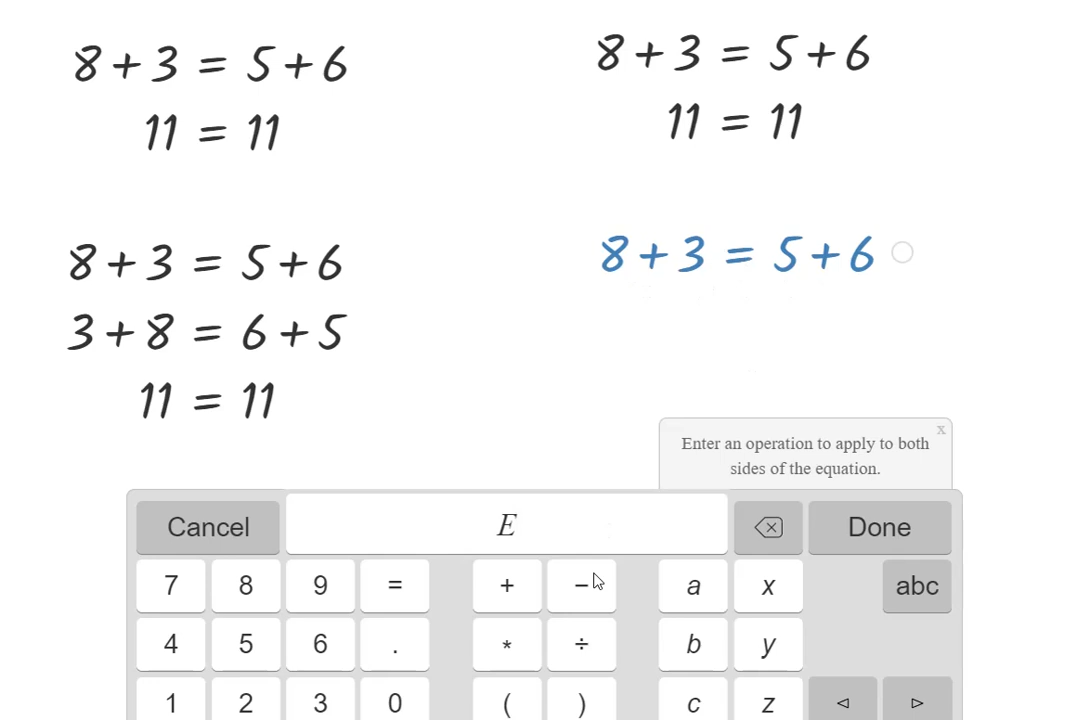 8 + 3 = 5 + 6
11 = 11
8 + 3 = 5 + 6
11 = 11
8 + 3 = 5 + 6
3 + 8 = 6 + 5
11 = 11
8 + 3 = 5 + 6
x
Enter an operation to apply to both
sides of the equation.
Cancel E ⌫ Done
7 8 9 = + − a x abc
4 5 6 . * ÷ b y
1 2 3 0 ( ) c z ◅ ▻